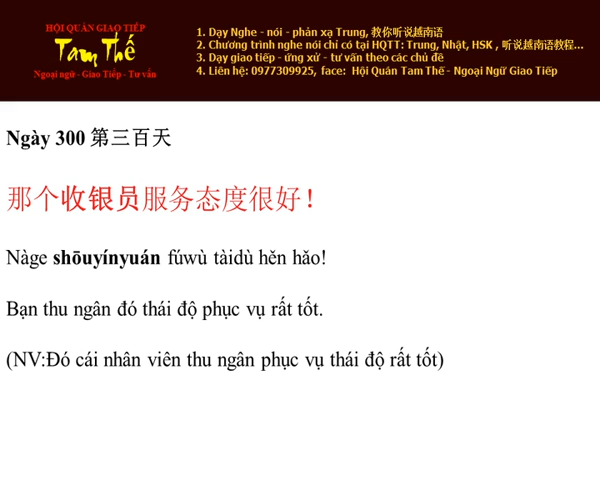 HỘI QUÁN GIAO TIẾP
Tam Thế
Ngoại ngữ - Giao Tiếp - Tư vấn
1. Dạy Nghe - nói - phản xạ Trung, 教你听说越南语
2. Chương trình nghe nói chỉ có tại HQTT: Trung, Nhật, HSK , 听说越南语教程...
3. Dạy giao tiếp - ứng xử - tư vấn theo các chủ đề
4. Liên hệ: 0977309925, face: Hội Quán Tam Thế - Ngoại Ngữ Giao Tiếp
Ngày 300 第三百天
那个收银员服务态度很好！
Nàge shōuyínyuán fúwù tàidù hěn hǎo!
Bạn thu ngân đó thái độ phục vụ rất tốt.
(NV:Đó cái nhân viên thu ngân phục vụ thái độ rất tốt)